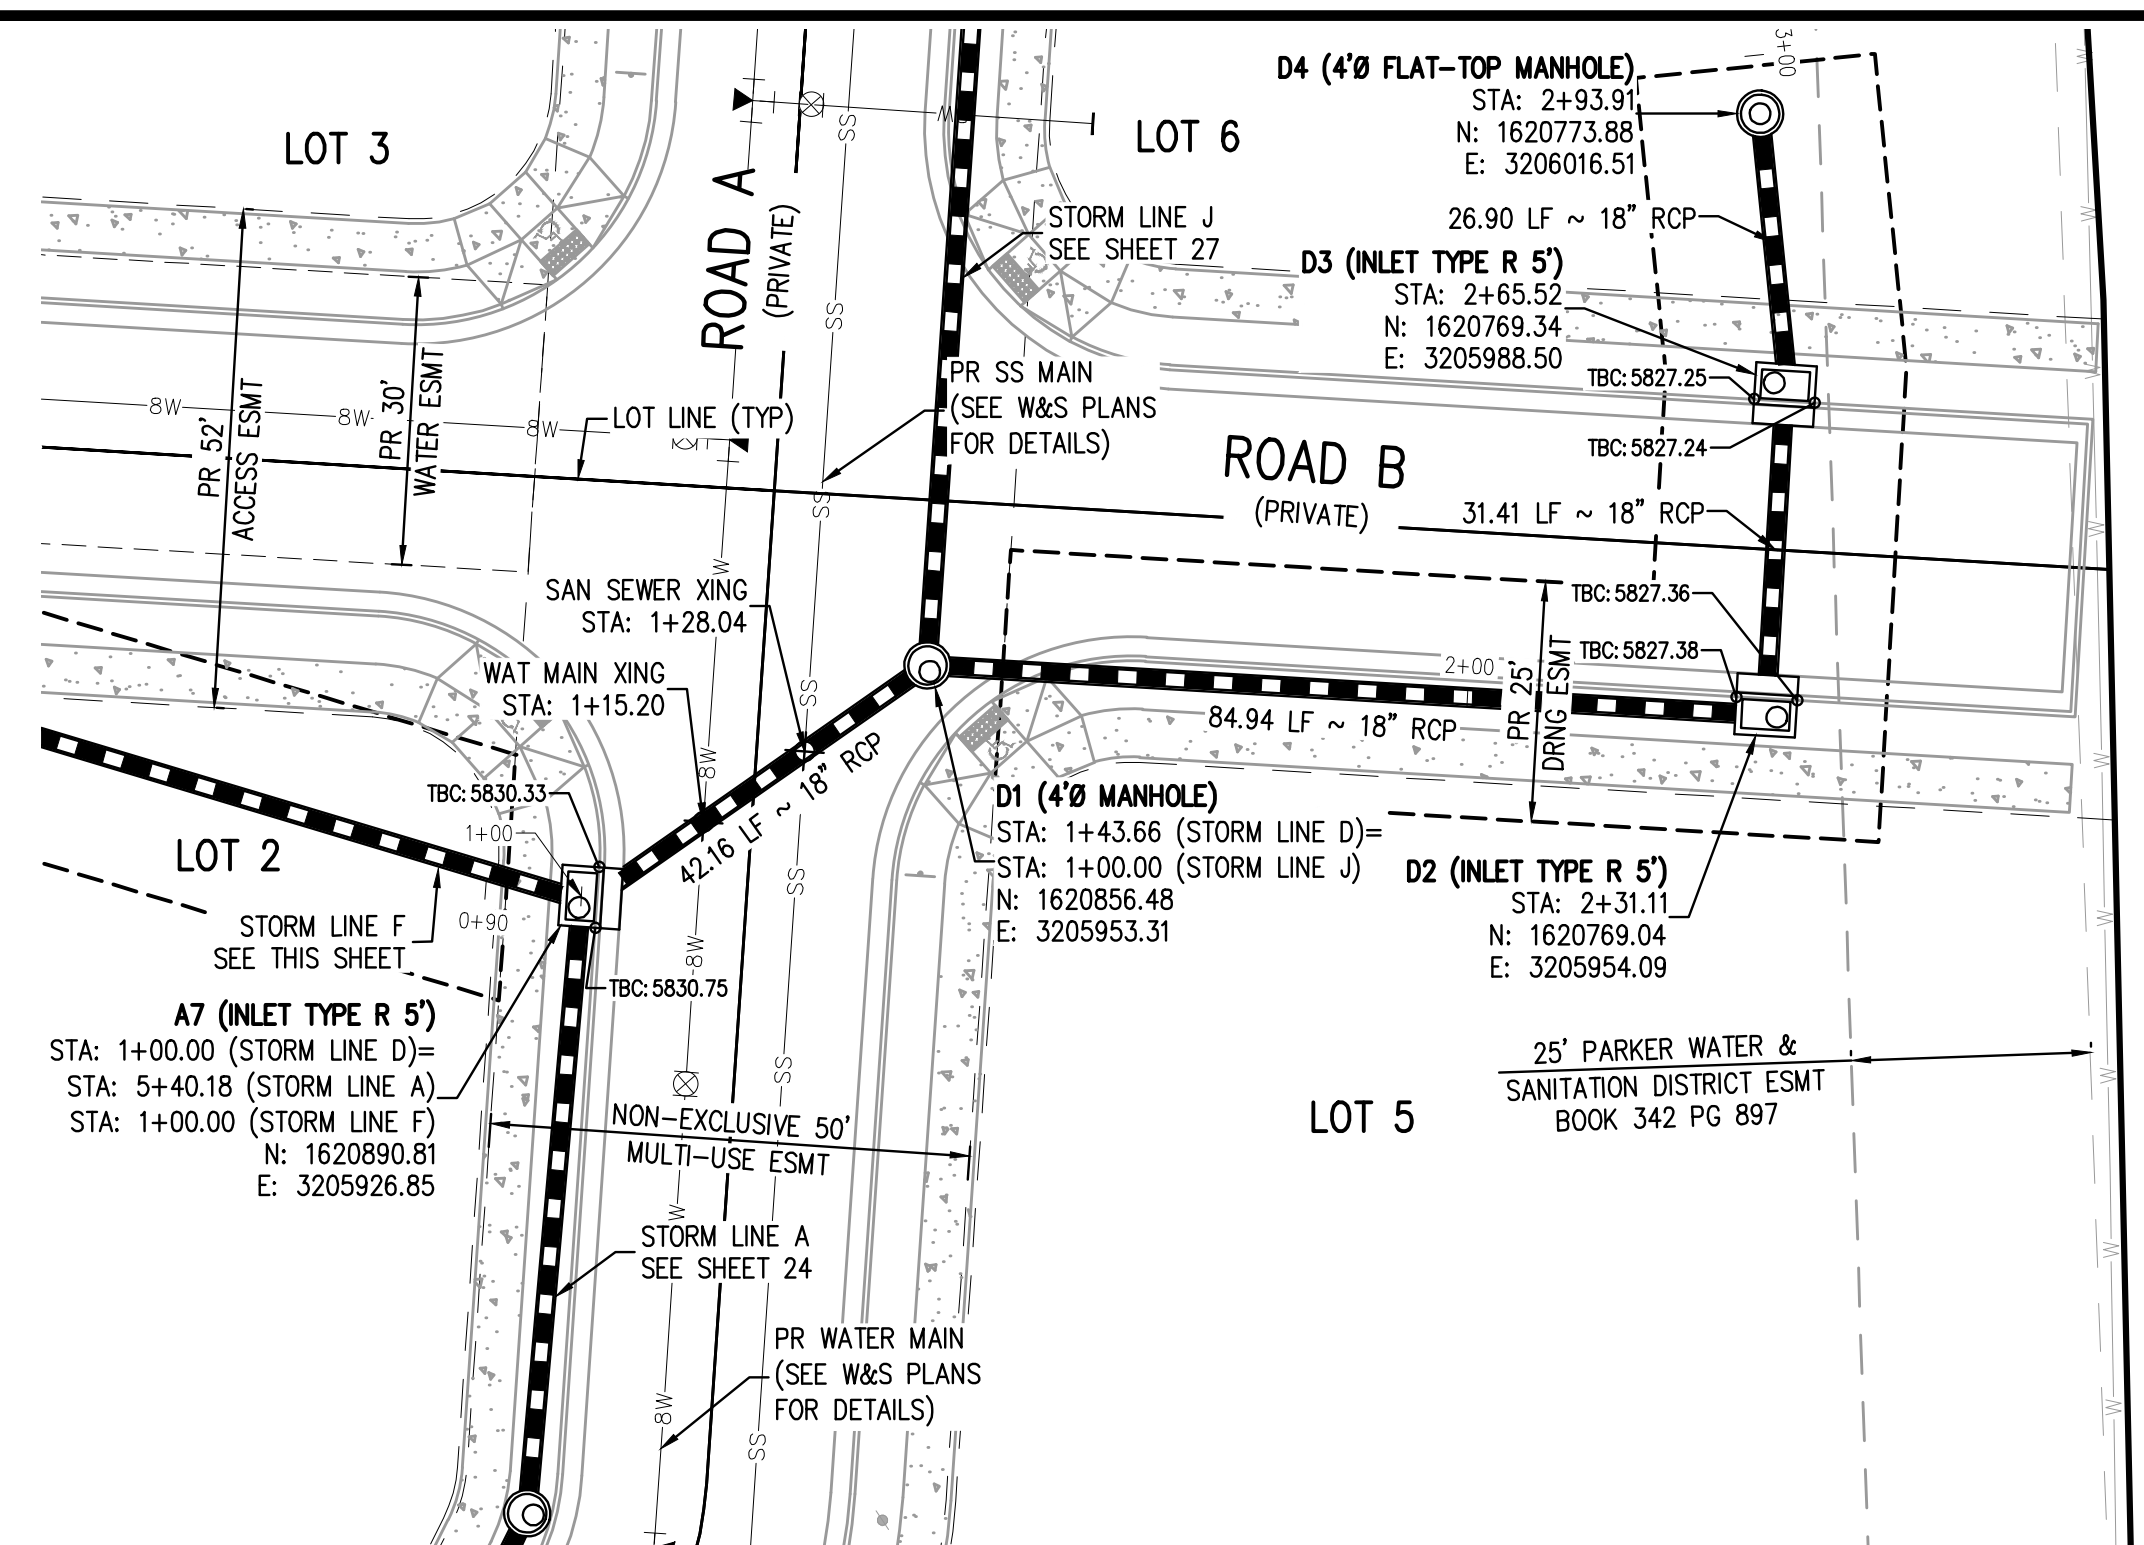 D4 (4'Ø FLAT-TOP MANHOLE)
STA: 2+93.91
N: 1620773.88
E: 3206016.51
3+00
LOT 3
LOT 6
ROAD A
(PRIVATE)
W
SS
STORM LINE J
SEE SHEET 27
26.90 LF ~ 18" RCP
D3 (INLET TYPE R 5')
STA: 2+65.52
N: 1620769.34
E: 3205988.50
TBC: 5827.25
TBC: 5827.24
SS
PR SS MAIN
(SEE W&S PLANS
FOR DETAILS)
8W
8W
8W
LOT LINE (TYP)
PR 52'
ACCESS ESMT
PR 30'
WATER ESMT
ROAD B
(PRIVATE)
31.41 LF ~ 18" RCP
SS
W
SAN SEWER XING
STA: 1+28.04
TBC: 5827.36
TBC: 5827.38
WAT MAIN XING
STA: 1+15.20
SS
2+00
PR 25'
DRNG ESMT
84.94 LF ~ 18" RCP
8W
42.16 LF ~ 18" RCP
TBC: 5830.33
1+00
D1 (4'Ø MANHOLE)
STA: 1+43.66 (STORM LINE D)=
STA: 1+00.00 (STORM LINE J)
N: 1620856.48
E: 3205953.31
LOT 2
D2 (INLET TYPE R 5')
STA: 2+31.11
N: 1620769.04
E: 3205954.09
SS
0+90
STORM LINE F
SEE THIS SHEET
8W
TBC: 5830.75
A7 (INLET TYPE R 5')
STA: 1+00.00 (STORM LINE D)=
STA: 5+40.18 (STORM LINE A)
STA: 1+00.00 (STORM LINE F)
N: 1620890.81
E: 3205926.85
SS
NON-EXCLUSIVE 50'
MULTI-USE ESMT
LOT 5
25' PARKER WATER &
SANITATION DISTRICT ESMT
BOOK 342 PG 897
W
STORM LINE A
SEE SHEET 24
PR WATER MAIN
(SEE W&S PLANS
FOR DETAILS)
8W
SS
W
W
W
W
W
W
W